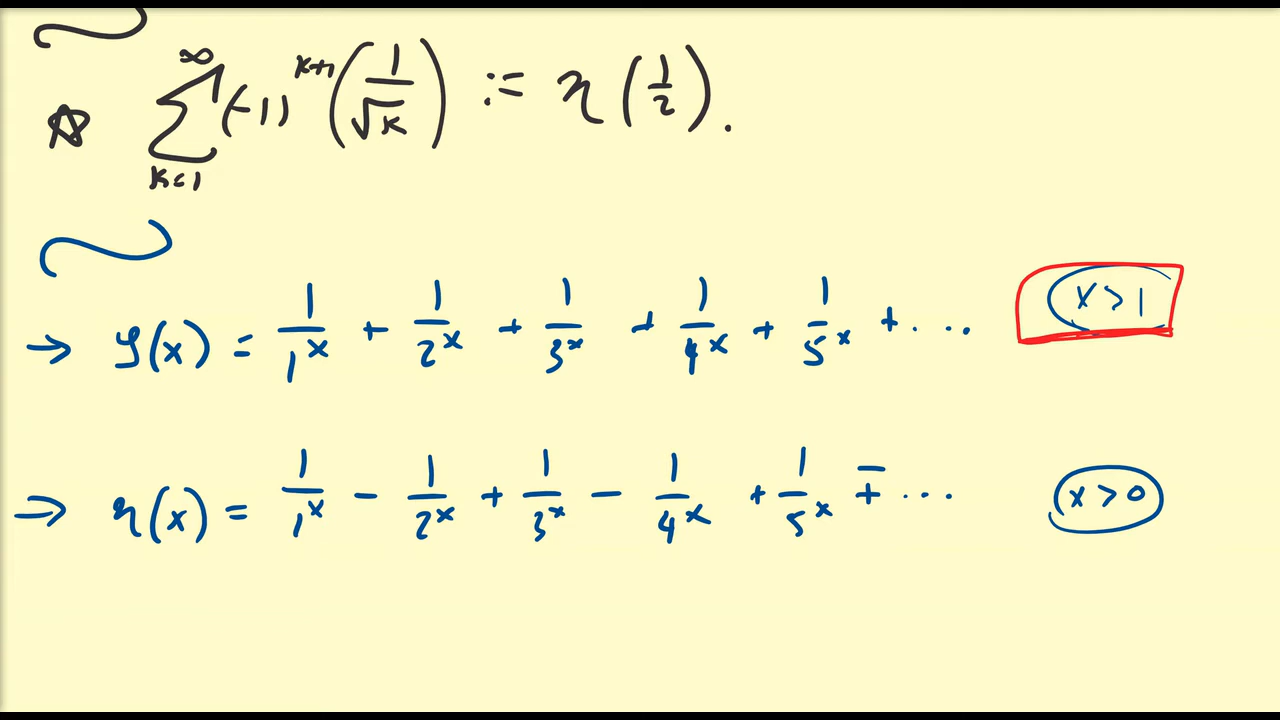 ☆ ∑_{k=1}^{∞} (-1)^{k+1} (1/√k) := η(1/2).
→ ζ(x) = 1/1^x + 1/2^x + 1/3^x + 1/4^x + 1/5^x + ... x > 1
→ η(x) = 1/1^x - 1/2^x + 1/3^x - 1/4^x + 1/5^x ∓ ... x > 0